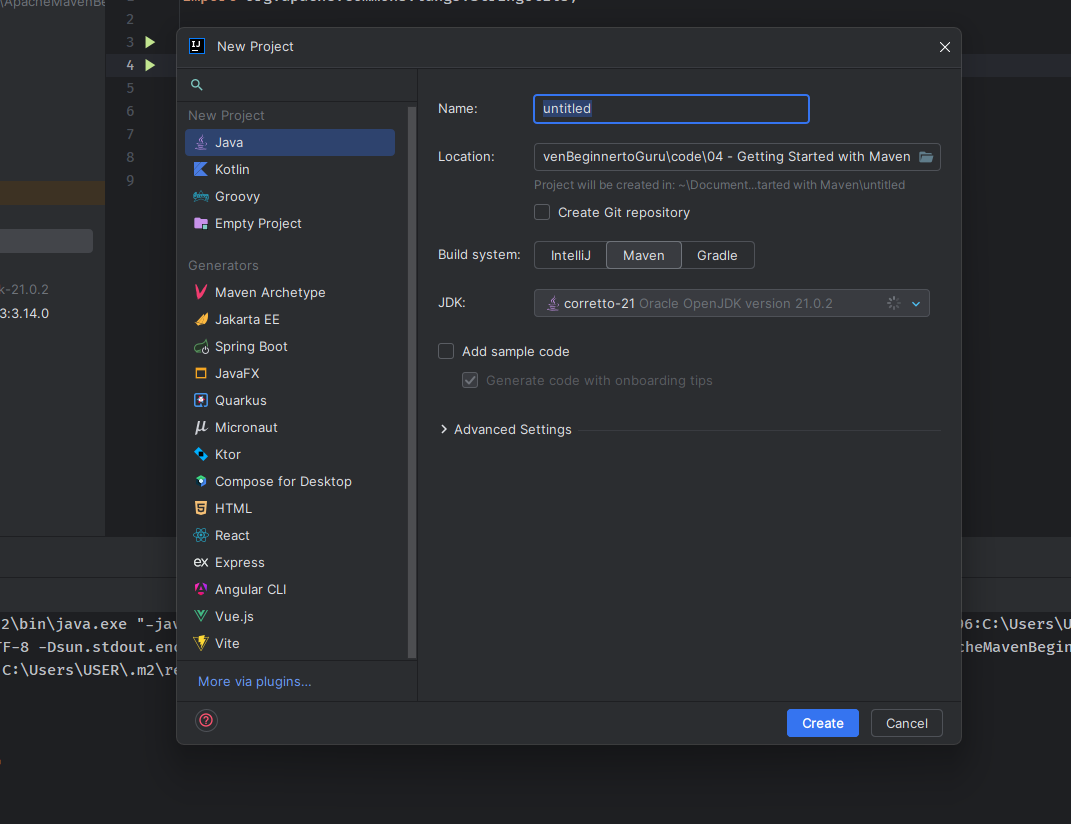 \ApacheMavenBe
2
3
4
5
6
7
8
9
k-21.0.2
3:3.14.0
New Project
New Project
Java
Kotlin
Groovy
Empty Project
Generators
Maven Archetype
Jakarta EE
Spring Boot
JavaFX
Quarkus
Micronaut
Ktor
Compose for Desktop
HTML
React
Express
Angular CLI
Vue.js
Vite
More via plugins...
Name: untitled
Location: venBeginnertoGuru\code\04 - Getting Started with Maven
Project will be created in: ~\Document...tarted with Maven\untitled
Create Git repository
Build system: IntelliJ Maven Gradle
JDK: corretto-21 Oracle OpenJDK version 21.0.2
Add sample code
Generate code with onboarding tips
Advanced Settings
Create Cancel
2\bin\java.exe "-jav 06:C:\Users\U
TF-8 -Dsun.stdout.enc cheMavenBegin
C:\Users\USER\.m2\re